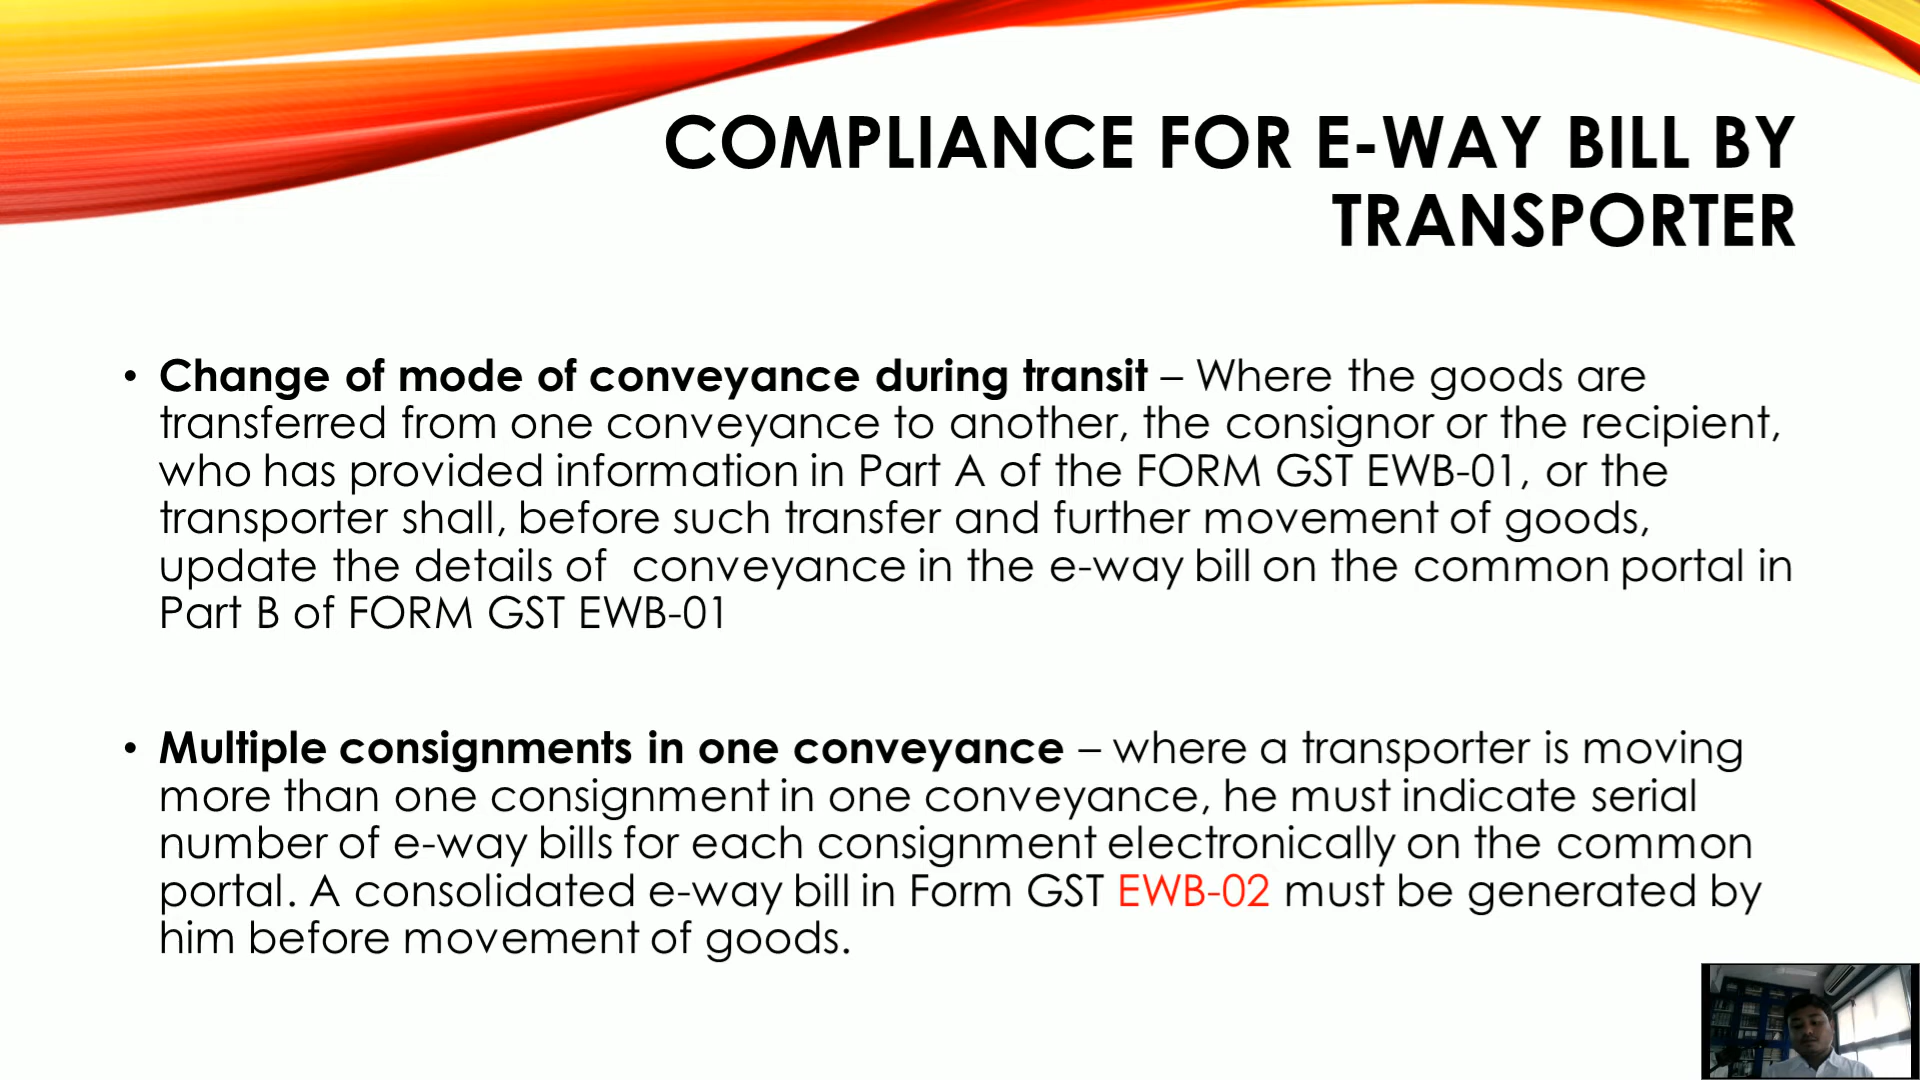 COMPLIANCE FOR E-WAY BILL BY
TRANSPORTER
• Change of mode of conveyance during transit – Where the goods are
transferred from one conveyance to another, the consignor or the recipient,
who has provided information in Part A of the FORM GST EWB-01, or the
transporter shall, before such transfer and further movement of goods,
update the details of  conveyance in the e-way bill on the common portal in
Part B of FORM GST EWB-01
• Multiple consignments in one conveyance – where a transporter is moving
more than one consignment in one conveyance, he must indicate serial
number of e-way bills for each consignment electronically on the common
portal. A consolidated e-way bill in Form GST EWB-02 must be generated by
him before movement of goods.